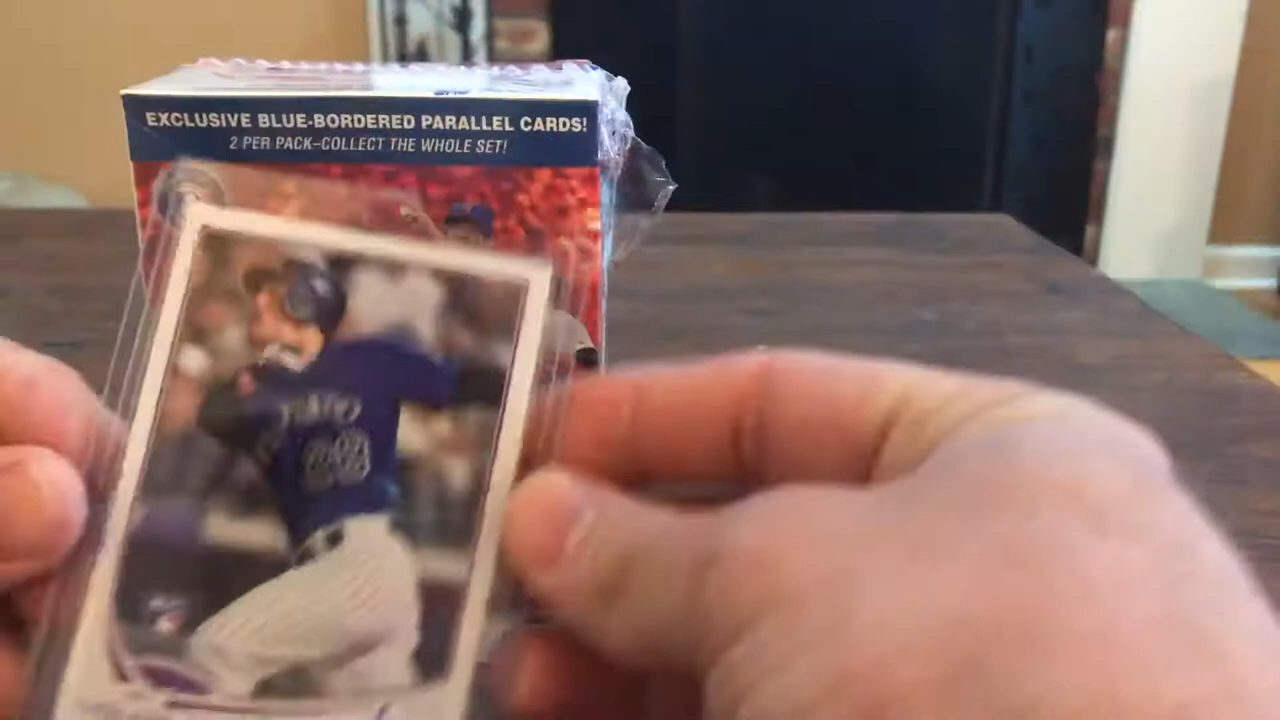 EXCLUSIVE BLUE-BORDERED PARALLEL CARDS!
2 PER PACK–COLLECT THE WHOLE SET!